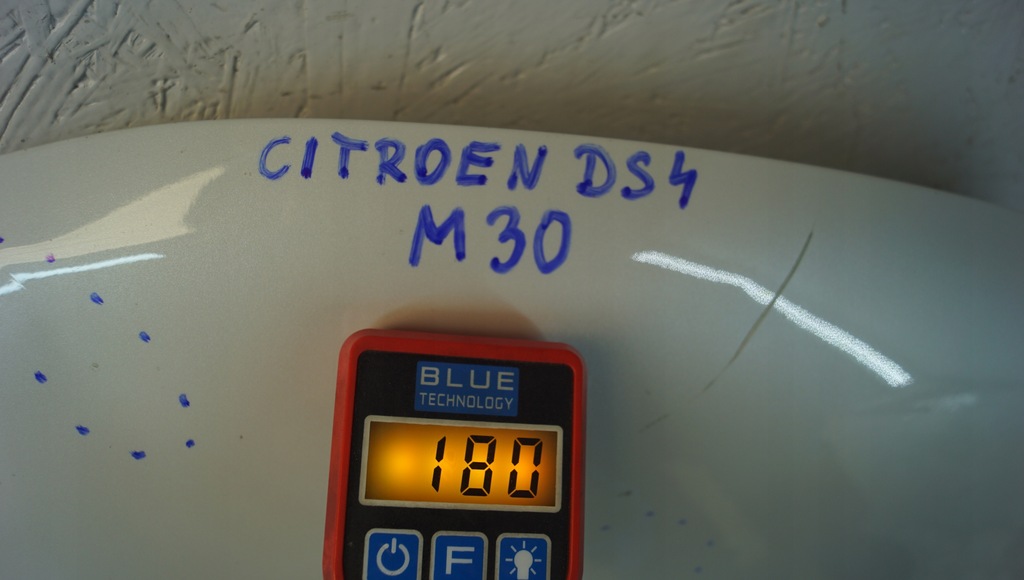 CITROEN DS4
M30
BLUE
TECHNOLOGY
180
F